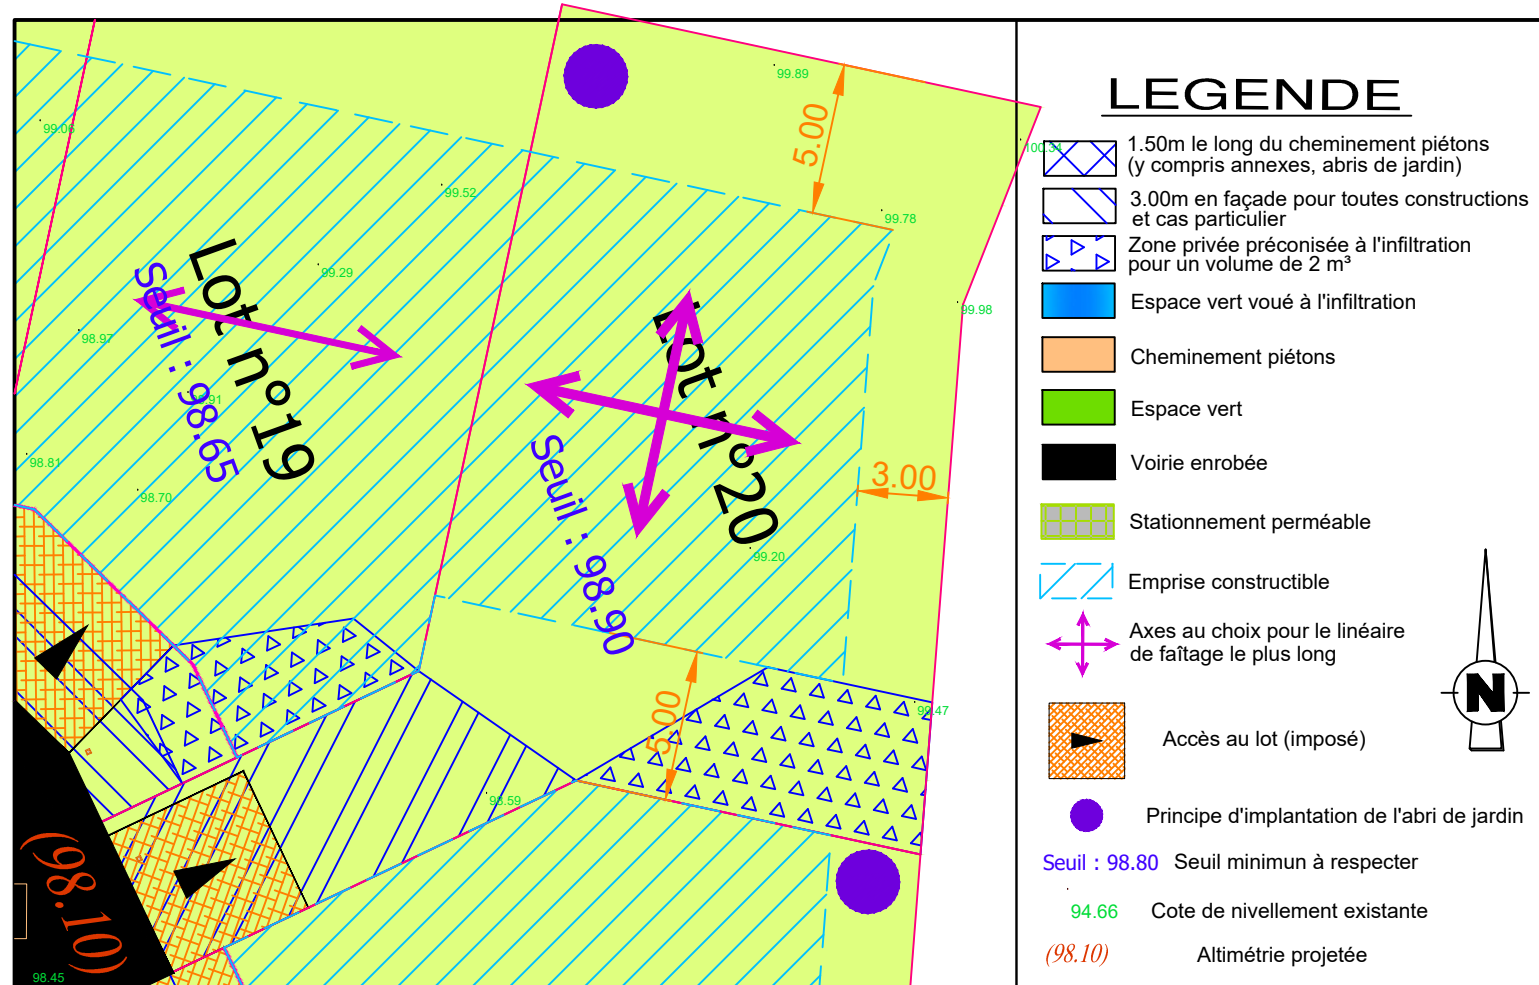 99.89
99.06
5.00
99.52
99.78
99.29
Lot n°19
Seuil : 98.65
98.97
99.98
Lot n°20
Seuil : 98.90
98.81
98.70
3.00
99.20
5.00
98.59
(98.10)
98.45
LEGENDE
100.34
1.50m le long du cheminement piétons
(y compris annexes, abris de jardin)
3.00m en façade pour toutes constructions
et cas particulier
Zone privée préconisée à l'infiltration
pour un volume de 2 m³
Espace vert voué à l'infiltration
Cheminement piétons
Espace vert
Voirie enrobée
Stationnement perméable
Emprise constructible
Axes au choix pour le linéaire
de faîtage le plus long
N
Accès au lot (imposé)
Principe d'implantation de l'abri de jardin
Seuil : 98.80 Seuil minimun à respecter
94.66 Cote de nivellement existante
(98.10) Altimétrie projetée